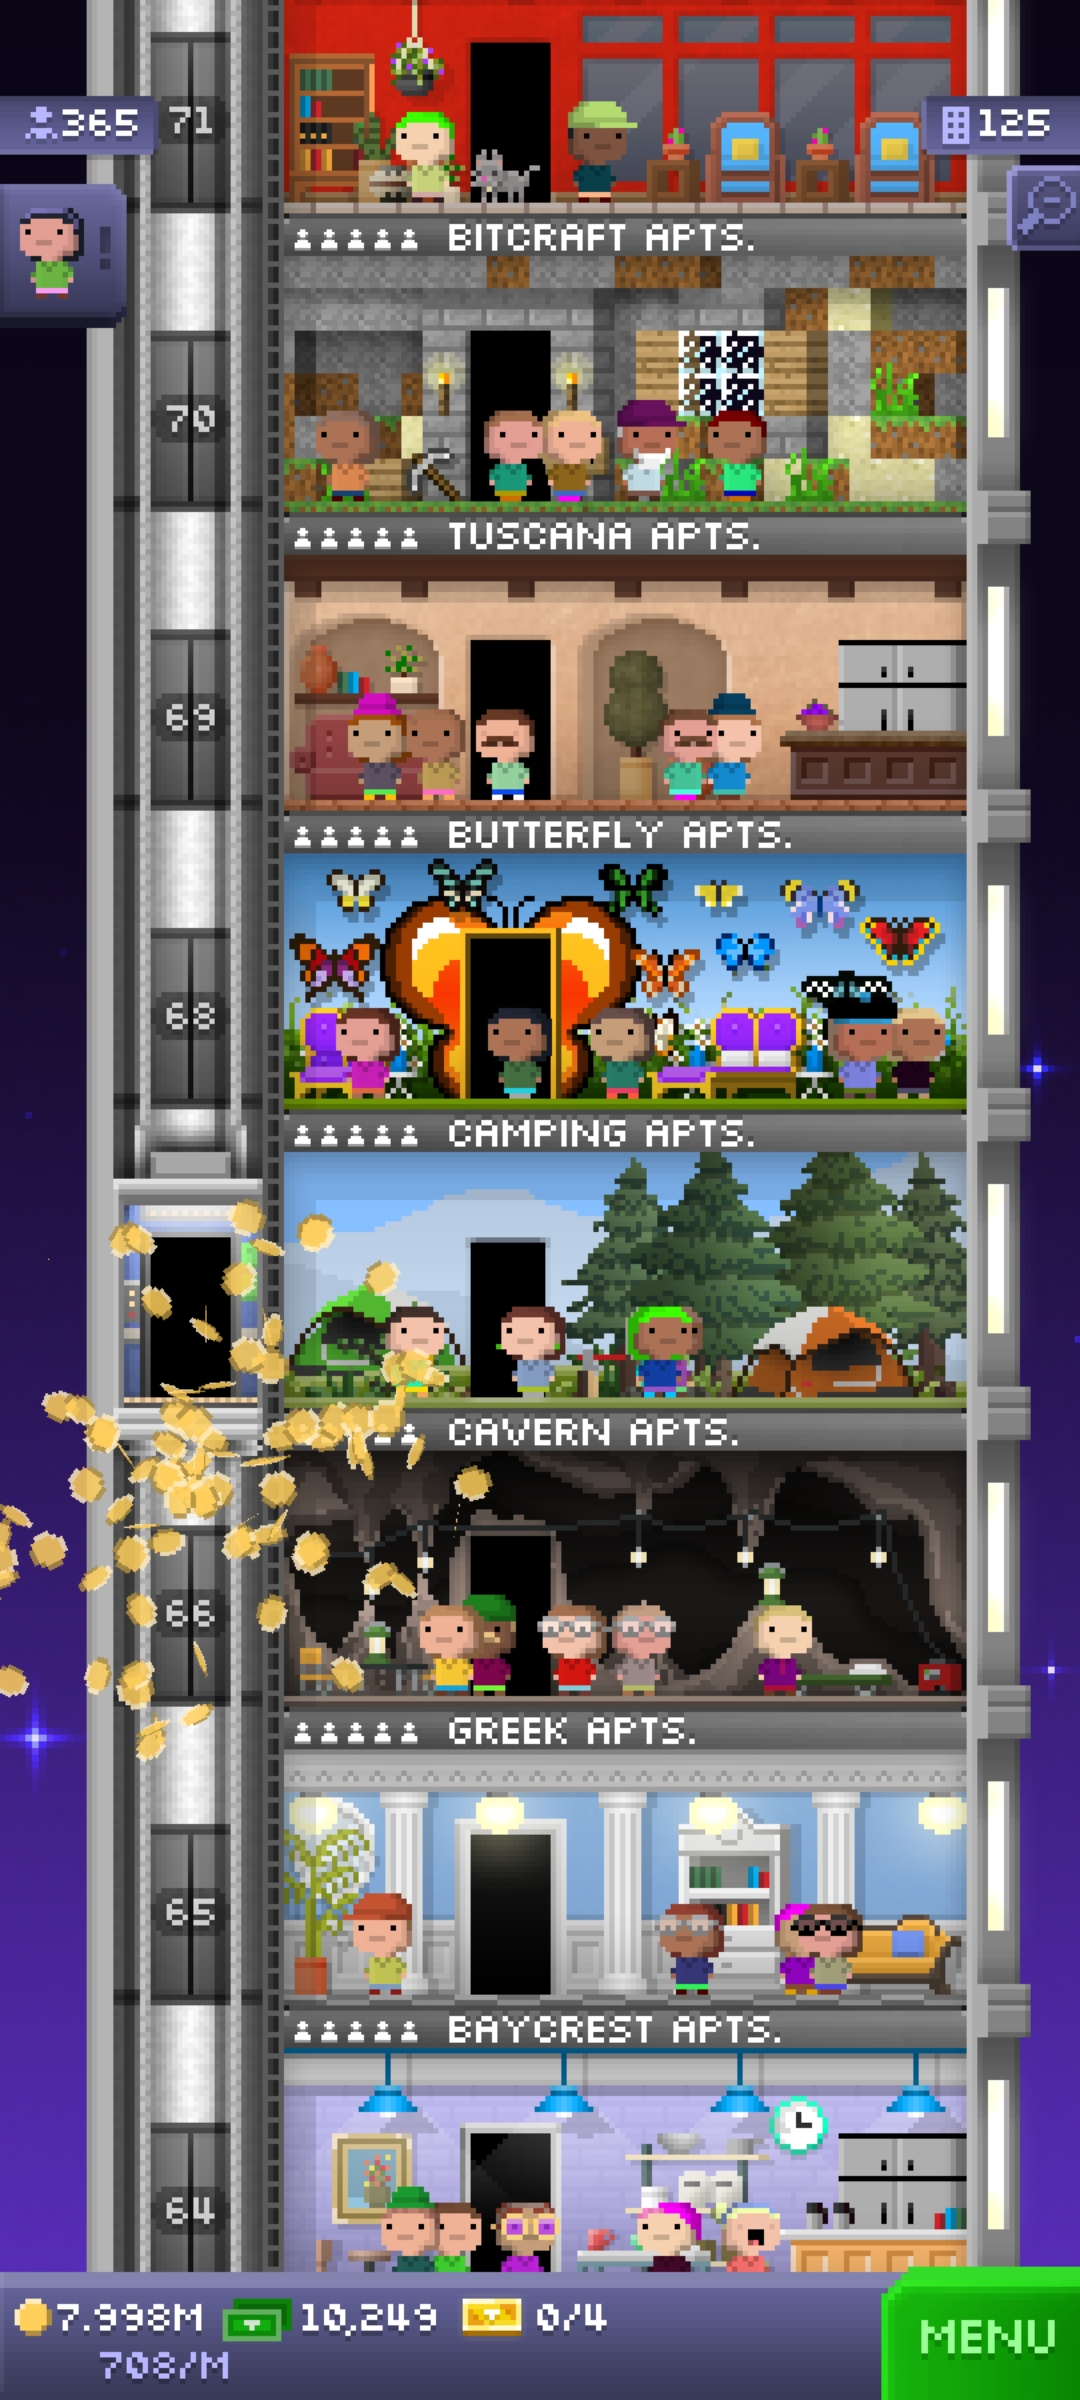 71
365
125
!
BITCRAFT APTS.
70
TUSCANA APTS.
69
BUTTERFLY APTS.
68
CAMPING APTS.
CAVERN APTS.
66
GREEK APTS.
65
BAYCREST APTS.
64
7.998M 10,249 0/4
708/M
MENU